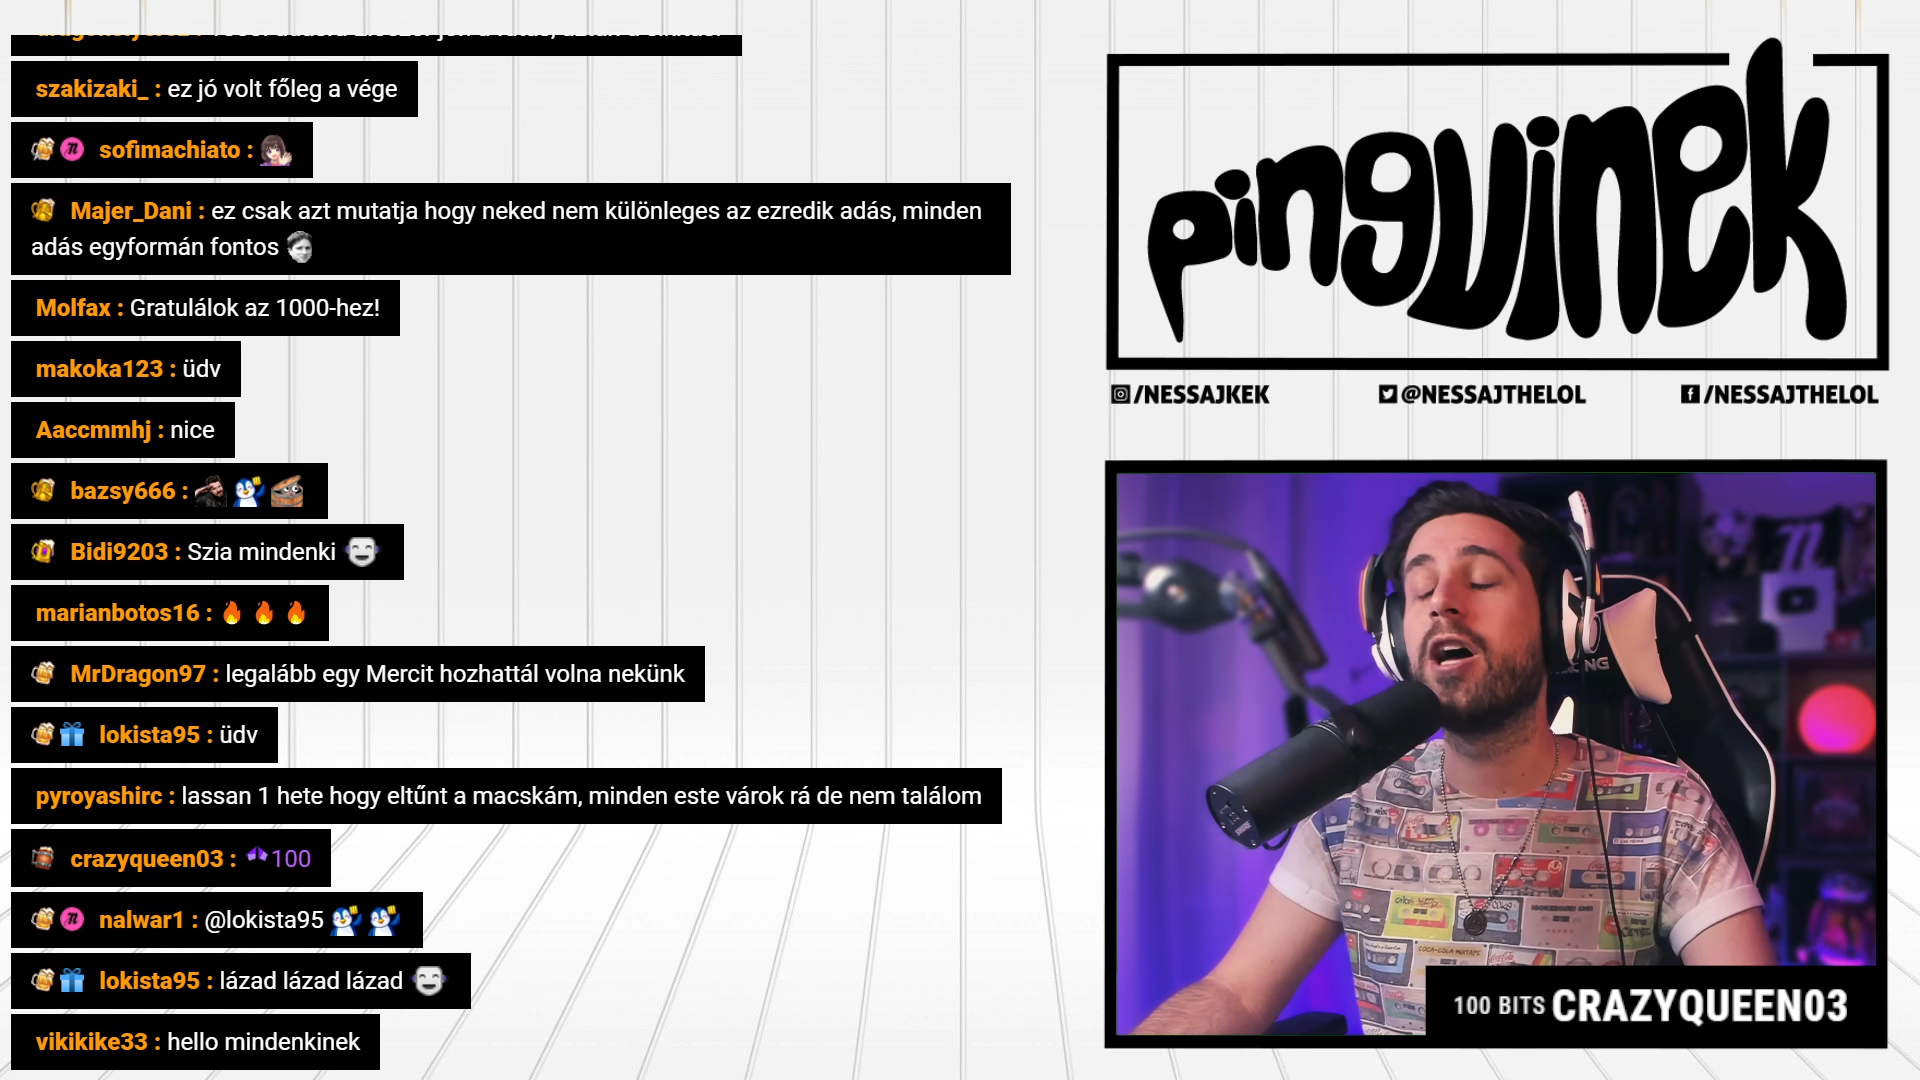 szakizaki_ : ez jó volt főleg a vége
sofimachiato :
Majer_Dani : ez csak azt mutatja hogy neked nem különleges az ezredik adás, minden
adás egyformán fontos
Molfax : Gratulálok az 1000-hez!
makoka123 : üdv
Aaccmmhj : nice
bazsy666 :
Bidi9203 : Szia mindenki
marianbotos16 : 🔥 🔥 🔥
MrDragon97 : legalább egy Mercit hozhattál volna nekünk
lokista95 : üdv
pyroyashirc : lassan 1 hete hogy eltűnt a macskám, minden este várok rá de nem találom
crazyqueen03 : 100
nalwar1 : @lokista95
lokista95 : lázad lázad lázad
vikikike33 : hello mindenkinek
pingvinek
/NESSAJKEK @NESSAJTHELOL /NESSAJTHELOL
100 BITS CRAZYQUEEN03